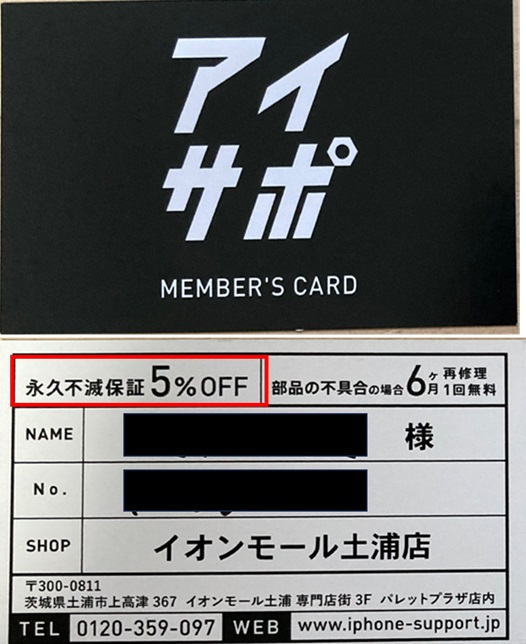 アイ
サポ
MEMBER'S CARD
永久不滅保証5%OFF 部品の不具合の場合6ヶ月再修理1回無料
NAME 様
No.
SHOP イオンモール土浦店
〒300-0811
茨城県土浦市上高津 367 イオンモール土浦 専門店街 3F パレットプラザ店内
TEL 0120-359-097 WEB www.iphone-support.jp